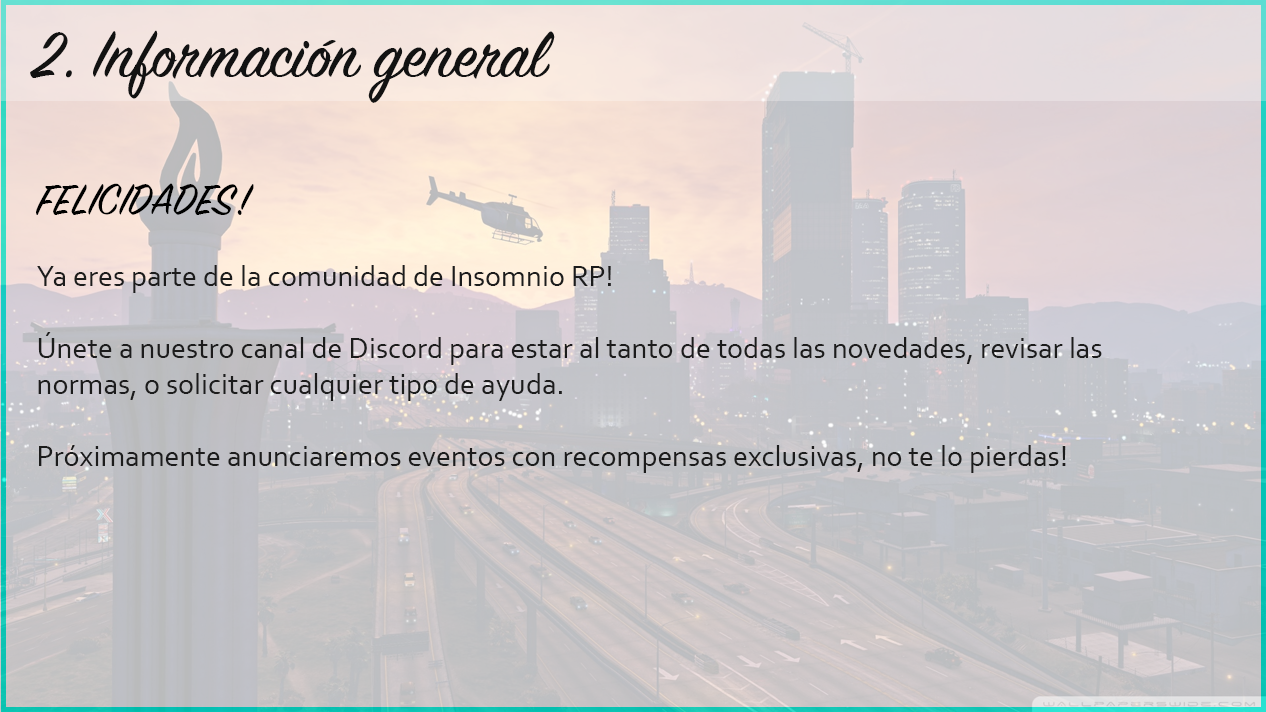 2. Información general
FELICIDADES!
Ya eres parte de la comunidad de Insomnio RP!
Únete a nuestro canal de Discord para estar al tanto de todas las novedades, revisar las
normas, o solicitar cualquier tipo de ayuda.
Próximamente anunciaremos eventos con recompensas exclusivas, no te lo pierdas!
WALLPAPERSWIDE.COM